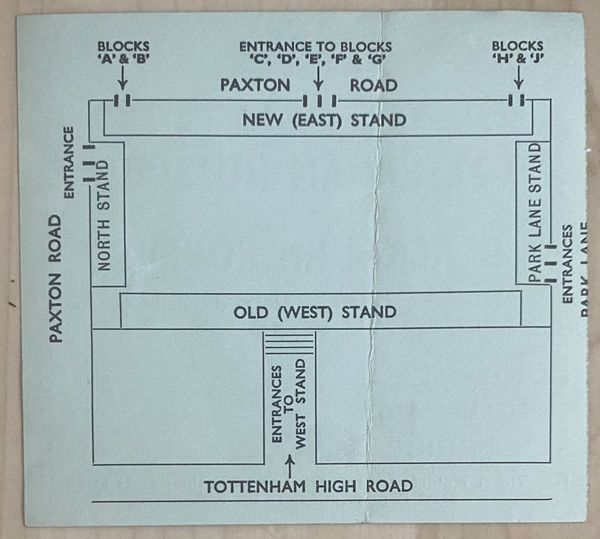 BLOCKS
'A' & 'B'
ENTRANCE TO BLOCKS
'C', 'D', 'E', 'F' & 'G'
BLOCKS
'H' & 'J'
PAXTON ROAD
NEW (EAST) STAND
ENTRANCE
NORTH STAND
PAXTON ROAD
PARK LANE STAND
ENTRANCES
PARK LANE
OLD (WEST) STAND
ENTRANCES
TO
WEST STAND
TOTTENHAM HIGH ROAD